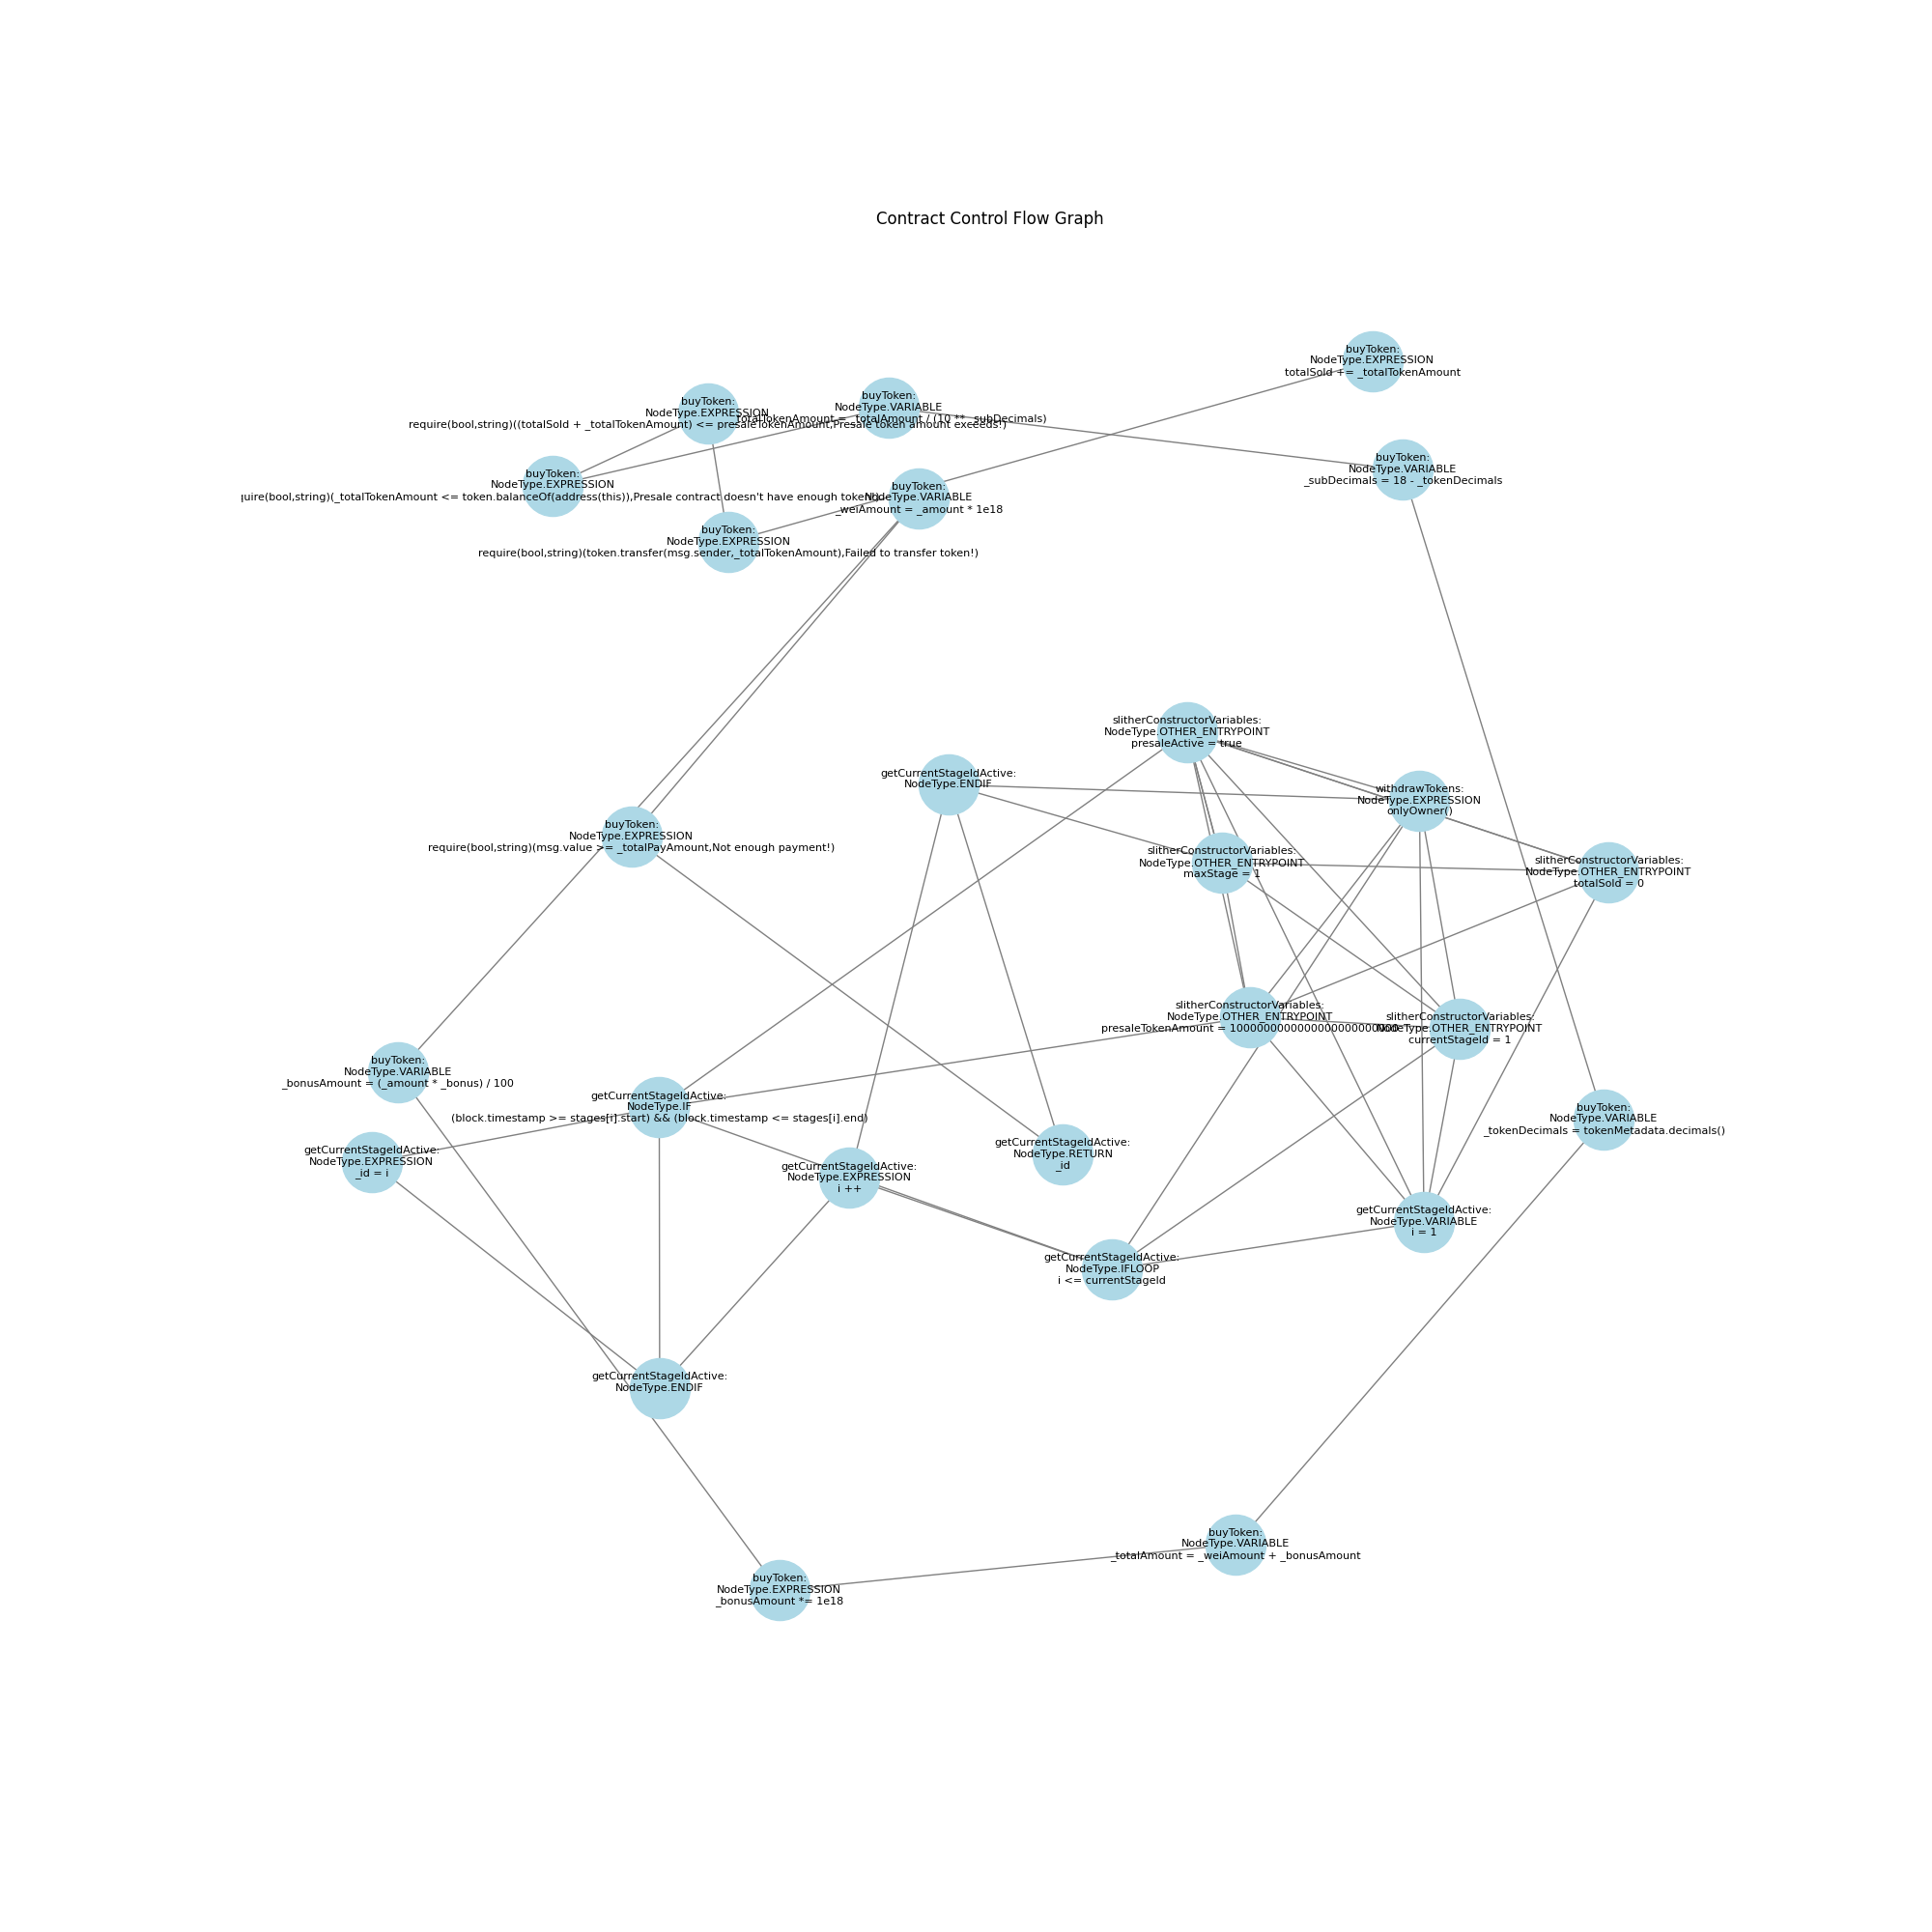 Contract Control Flow Graph
buyToken:
NodeType.EXPRESSION
totalSold += _totalTokenAmount
buyToken:
NodeType.VARIABLE
_totalTokenAmount = _totalAmount / (10 ** _subDecimals)
buyToken:
NodeType.EXPRESSION
require(bool,string)((totalSold + _totalTokenAmount) <= presaleTokenAmount,Presale token amount exceeds!)
buyToken:
NodeType.VARIABLE
_subDecimals = 18 - _tokenDecimals
buyToken:
NodeType.EXPRESSION
uire(bool,string)(_totalTokenAmount <= token.balanceOf(address(this)),Presale contract doesn't have enough token!)
buyToken:
NodeType.VARIABLE
_weiAmount = _amount * 1e18
buyToken:
NodeType.EXPRESSION
require(bool,string)(token.transfer(msg.sender,_totalTokenAmount),Failed to transfer token!)
slitherConstructorVariables:
NodeType.OTHER_ENTRYPOINT
presaleActive = true
getCurrentStageIdActive:
NodeType.ENDIF
withdrawTokens:
NodeType.EXPRESSION
onlyOwner()
buyToken:
NodeType.EXPRESSION
require(bool,string)(msg.value >= _totalPayAmount,Not enough payment!)
slitherConstructorVariables:
NodeType.OTHER_ENTRYPOINT
maxStage = 1
slitherConstructorVariables:
NodeType.OTHER_ENTRYPOINT
totalSold = 0
slitherConstructorVariables:
NodeType.OTHER_ENTRYPOINT
presaleTokenAmount =
slitherConstructorVariables:
NodeType.OTHER_ENTRYPOINT
currentStageId = 1
buyToken:
NodeType.VARIABLE
_bonusAmount = (_amount * _bonus) / 100
getCurrentStageIdActive:
NodeType.IF
(block.timestamp >= stages[i].start) && (block.timestamp <= stages[i].end)
buyToken:
NodeType.VARIABLE
_tokenDecimals = tokenMetadata.decimals()
getCurrentStageIdActive:
NodeType.RETURN
_id
getCurrentStageIdActive:
NodeType.EXPRESSION
_id = i
getCurrentStageIdActive:
NodeType.EXPRESSION
i ++
getCurrentStageIdActive:
NodeType.VARIABLE
i = 1
getCurrentStageIdActive:
NodeType.IFLOOP
i <= currentStageId
getCurrentStageIdActive:
NodeType.ENDIF
buyToken:
NodeType.VARIABLE
_totalAmount = _weiAmount + _bonusAmount
buyToken:
NodeType.EXPRESSION
_bonusAmount *= 1e18